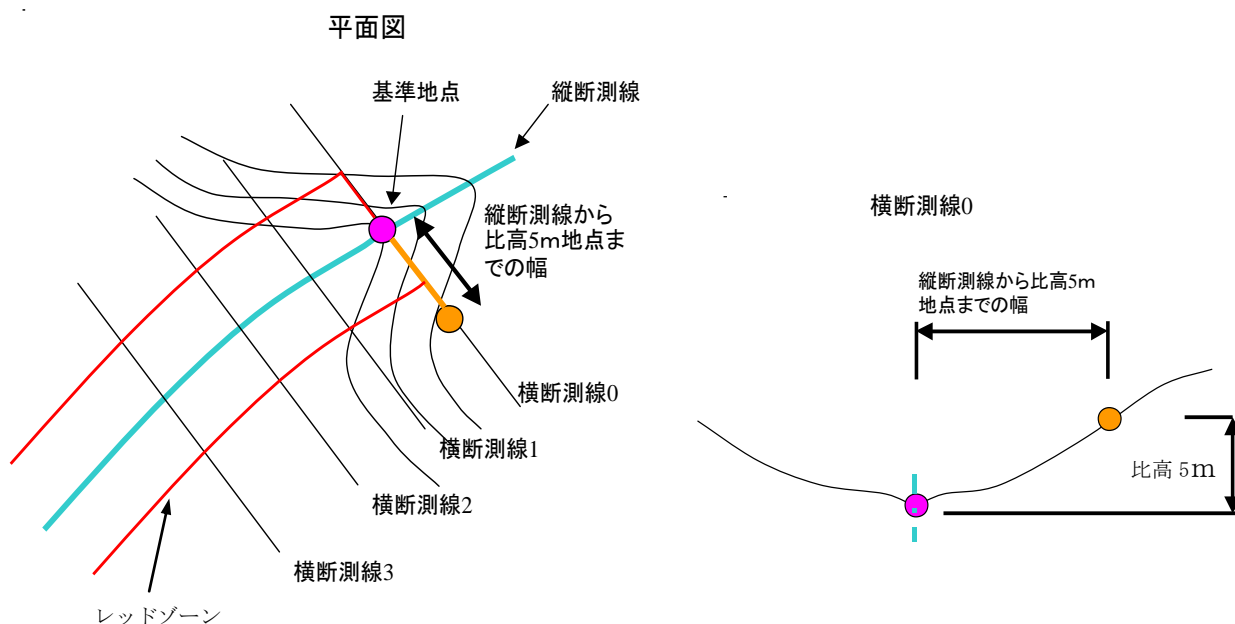 平面図
基準地点
縦断測線
縦断測線から
比高5m地点ま
での幅
横断測線0
横断測線1
横断測線2
横断測線3
レッドゾーン
横断測線0
縦断測線から比高5m
地点までの幅
比高 5m